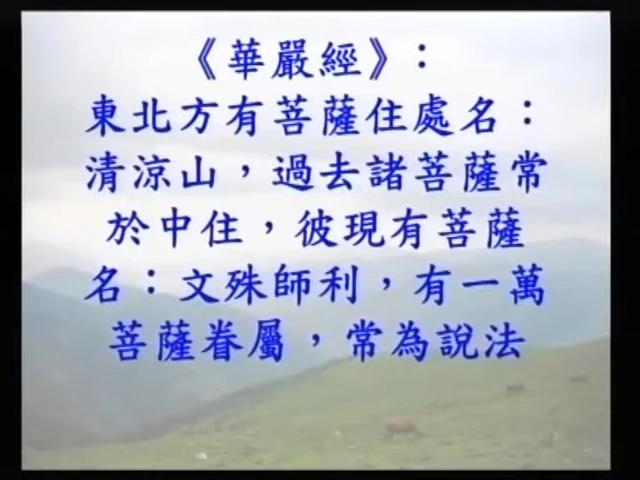 《華嚴經》：
東北方有菩薩住處名：
清涼山，過去諸菩薩常
於中住，彼現有菩薩
名：文殊師利，有一萬
菩薩眷屬，常為說法